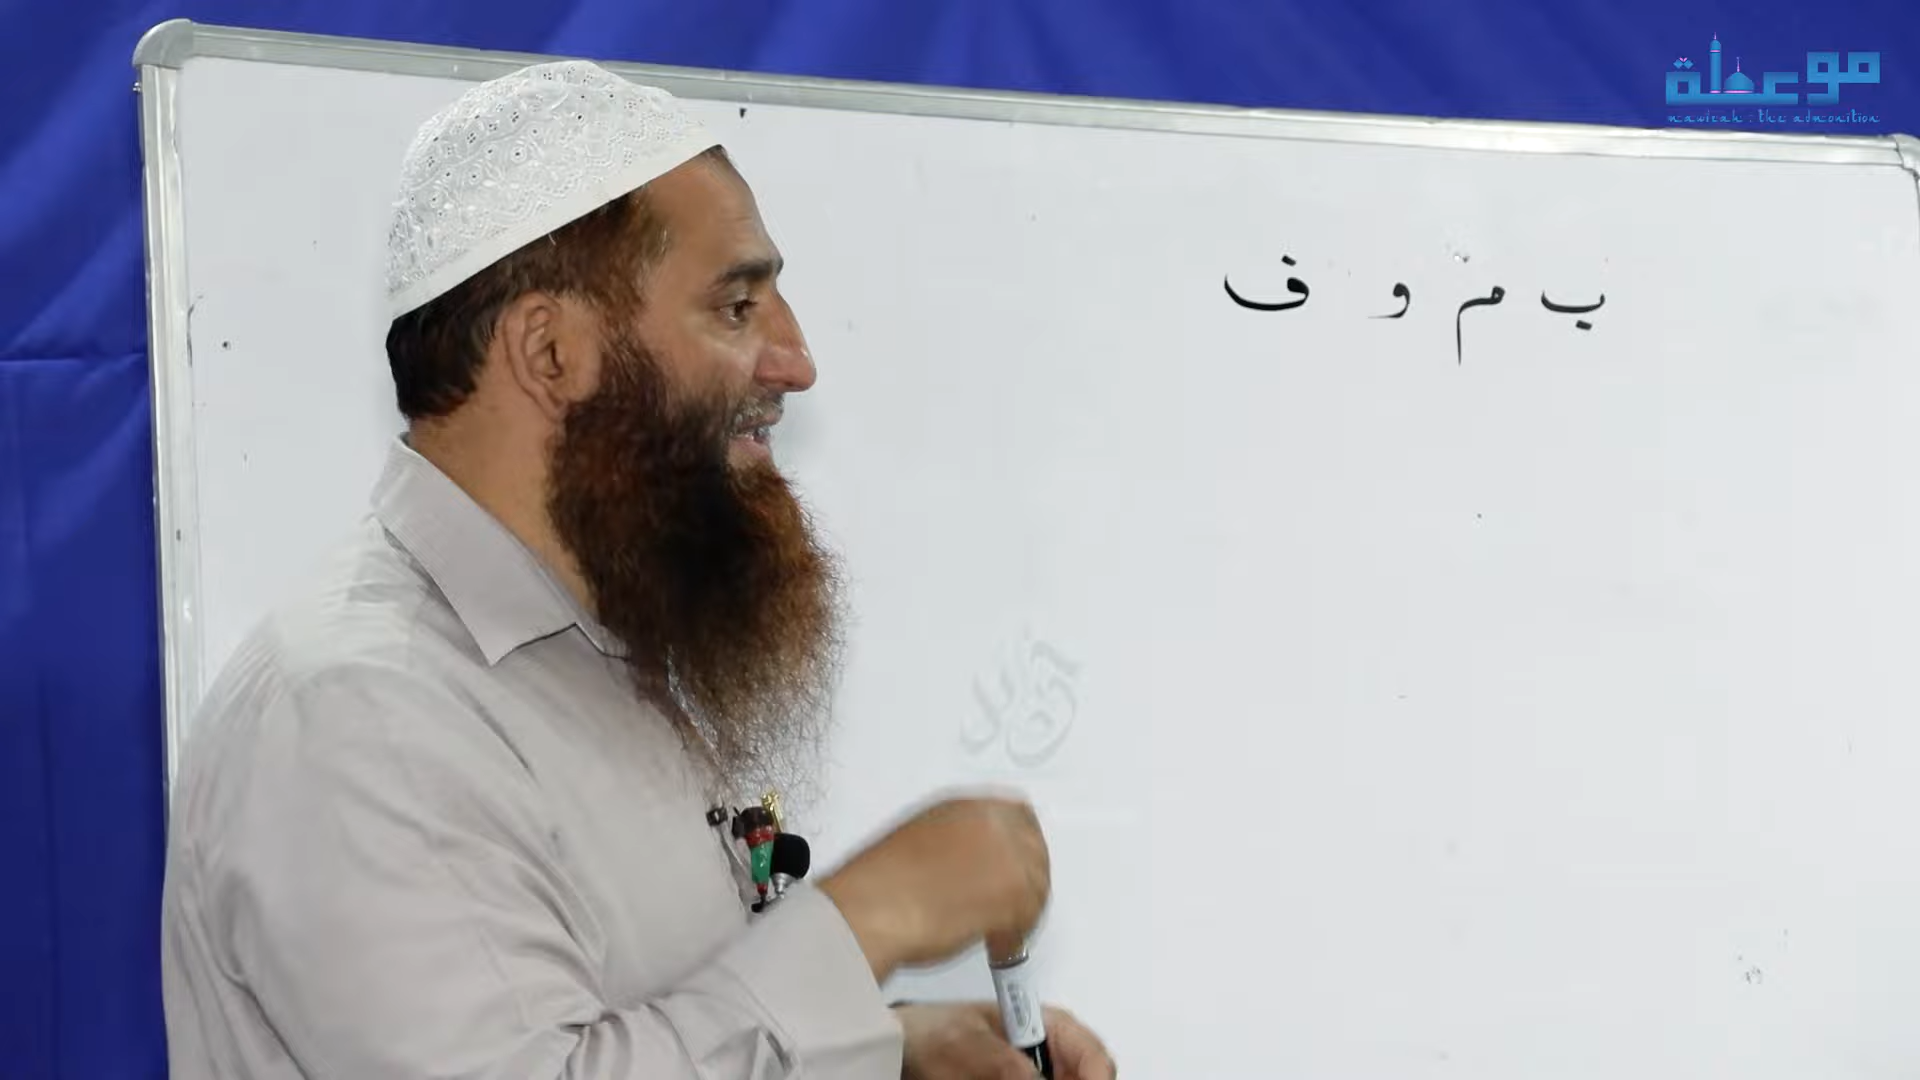 موعظة
mawizah : the admonition
ب م و ف